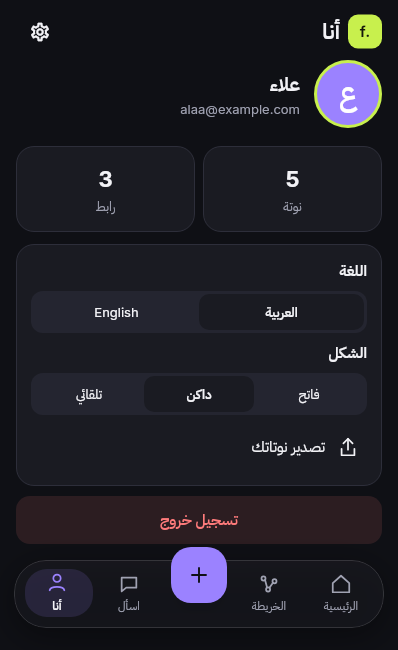 f. أنا
ع
علاء
alaa@example.com
5 3
نوتة رابط
اللغة
العربية English
الشكل
فاتح داكن تلقائي
تصدير نوتاتك
تسجيل خروج
+
الرئيسية الخريطة اسأل أنا